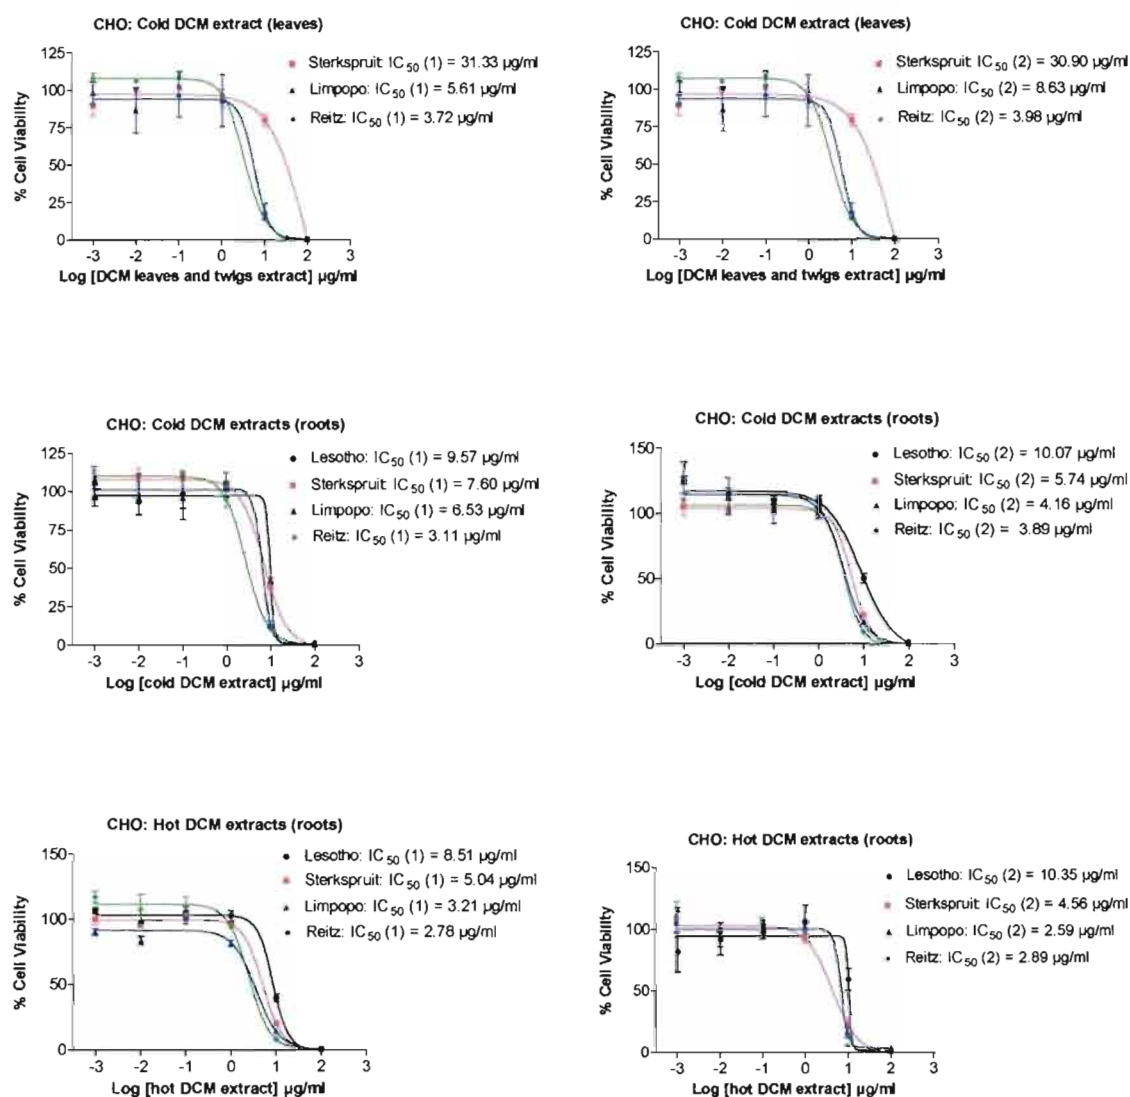 CHO: Cold DCM extract (leaves)
125
100
75
50
25
0
% Cell Viability
-3 -2 -1 0 1 2 3
Log [DCM leaves and twigs extract] µg/ml
Sterkspruit: IC50 (1) = 31.33 µg/ml
Limpopo: IC50 (1) = 5.61 µg/ml
Reitz: IC50 (1) = 3.72 µg/ml
CHO: Cold DCM extract (leaves)
125
100
75
50
25
0
% Cell Viability
-3 -2 -1 0 1 2 3
Log [DCM leaves and twigs extract] µg/ml
Sterkspruit: IC50 (2) = 30.90 µg/ml
Limpopo: IC50 (2) = 8.63 µg/ml
Reitz: IC50 (2) = 3.98 µg/ml
CHO: Cold DCM extracts (roots)
125
100
75
50
25
0
% Cell Viability
-3 -2 -1 0 1 2 3
Log [cold DCM extract] µg/ml
Lesotho: IC50 (1) = 9.57 µg/ml
Sterkspruit: IC50 (1) = 7.60 µg/ml
Limpopo: IC50 (1) = 6.53 µg/ml
Reitz: IC50 (1) = 3.11 µg/ml
CHO: Cold DCM extracts (roots)
150
100
50
0
% Cell Viability
-3 -2 -1 0 1 2 3
Log [cold DCM extract] µg/ml
Lesotho: IC50 (2) = 10.07 µg/ml
Sterkspruit: IC50 (2) = 5.74 µg/ml
Limpopo: IC50 (2) = 4.16 µg/ml
Reitz: IC50 (2) = 3.89 µg/ml
CHO: Hot DCM extracts (roots)
150
100
50
0
% Cell Viability
-3 -2 -1 0 1 2 3
Log [hot DCM extract] µg/ml
Lesotho: IC50 (1) = 8.51 µg/ml
Sterkspruit: IC50 (1) = 5.04 µg/ml
Limpopo: IC50 (1) = 3.21 µg/ml
Reitz: IC50 (1) = 2.78 µg/ml
CHO: Hot DCM extracts (roots)
150
100
50
0
% Cell Viability
-3 -2 -1 0 1 2 3
Log [hot DCM extract] µg/ml
Lesotho: IC50 (2) = 10.35 µg/ml
Sterkspruit: IC50 (2) = 4.56 µg/ml
Limpopo: IC50 (2) = 2.59 µg/ml
Reitz: IC50 (2) = 2.89 µg/ml